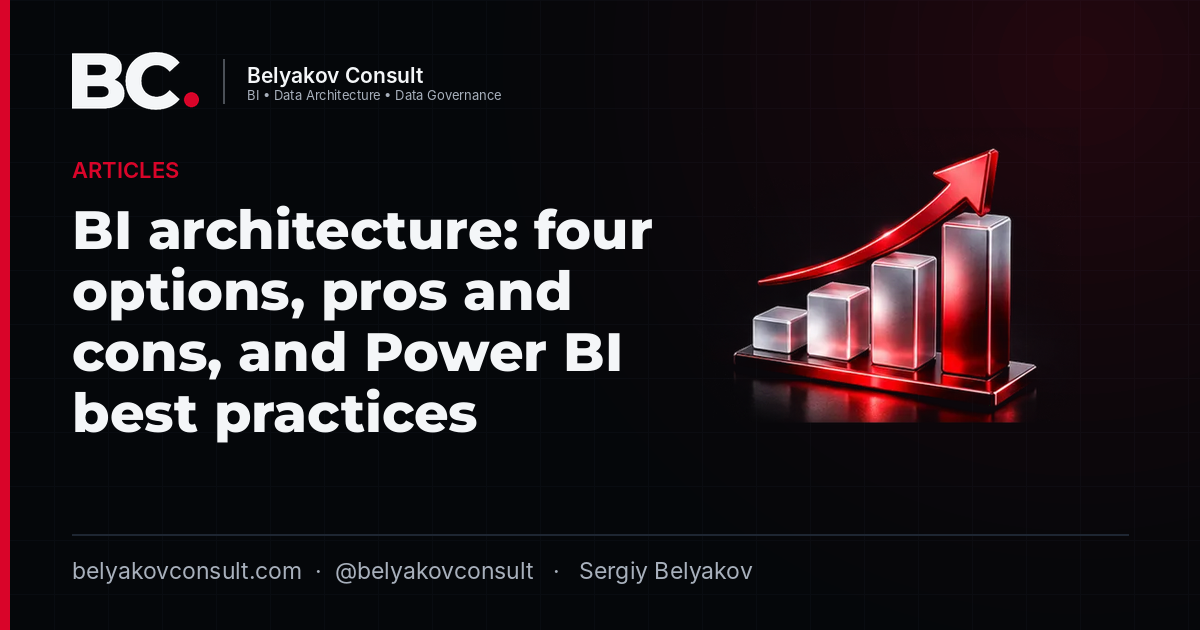 BC.
Belyakov Consult
BI • Data Architecture • Data Governance
ARTICLES
BI architecture: four
options, pros and
cons, and Power BI
best practices
belyakovconsult.com · @belyakovconsult · Sergiy Belyakov